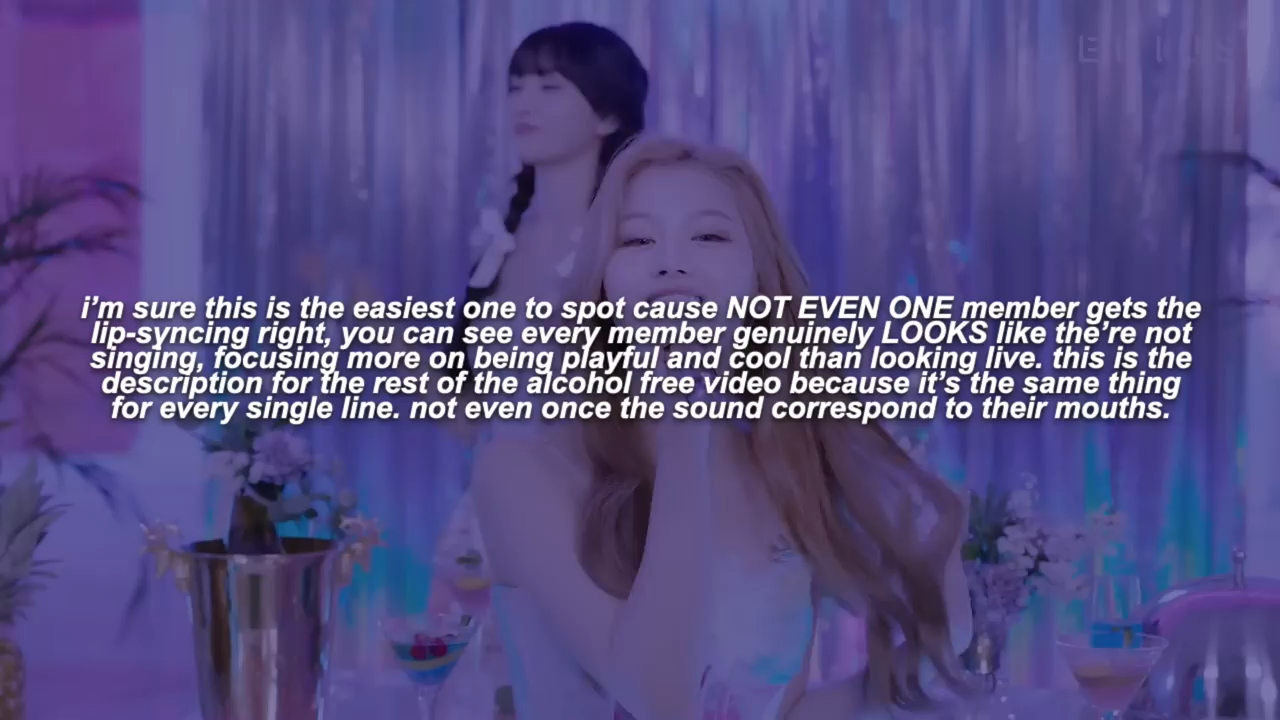 i'm sure this is the easiest one to spot cause NOT EVEN ONE member gets the
lip-syncing right, you can see every member genuinely LOOKS like the're not
singing, focusing more on being playful and cool than looking live. this is the
description for the rest of the alcohol free video because it's the same thing
for every single line. not even once the sound correspond to their mouths.